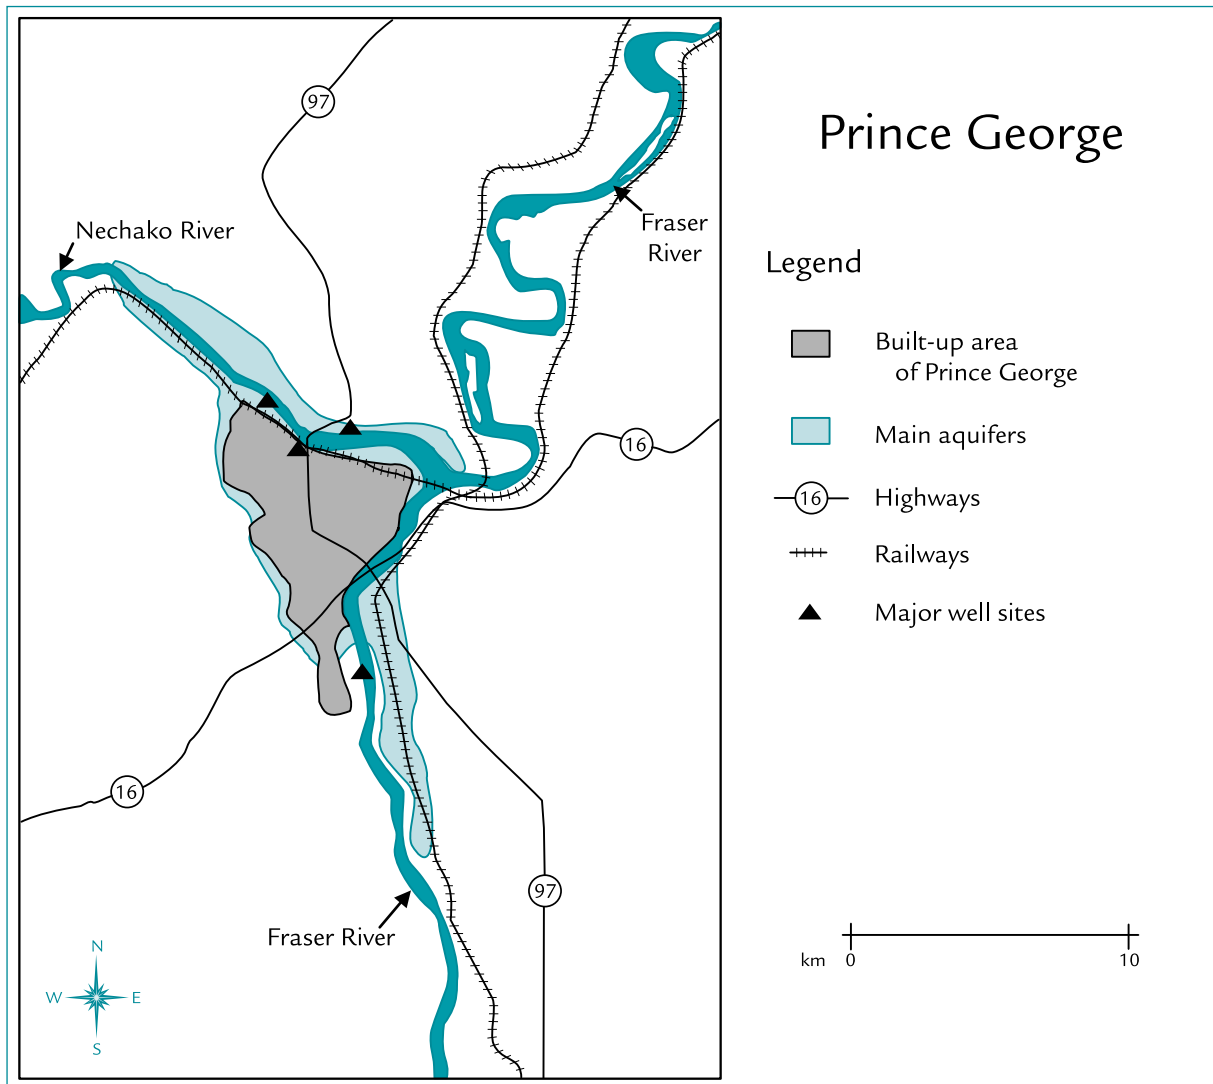 Prince George
97
Nechako River
Fraser
River
Legend
Built-up area
of Prince George
Main aquifers
16
16
Highways
Railways
Major well sites
16
97
Fraser River
km
0
10
N
W
E
S